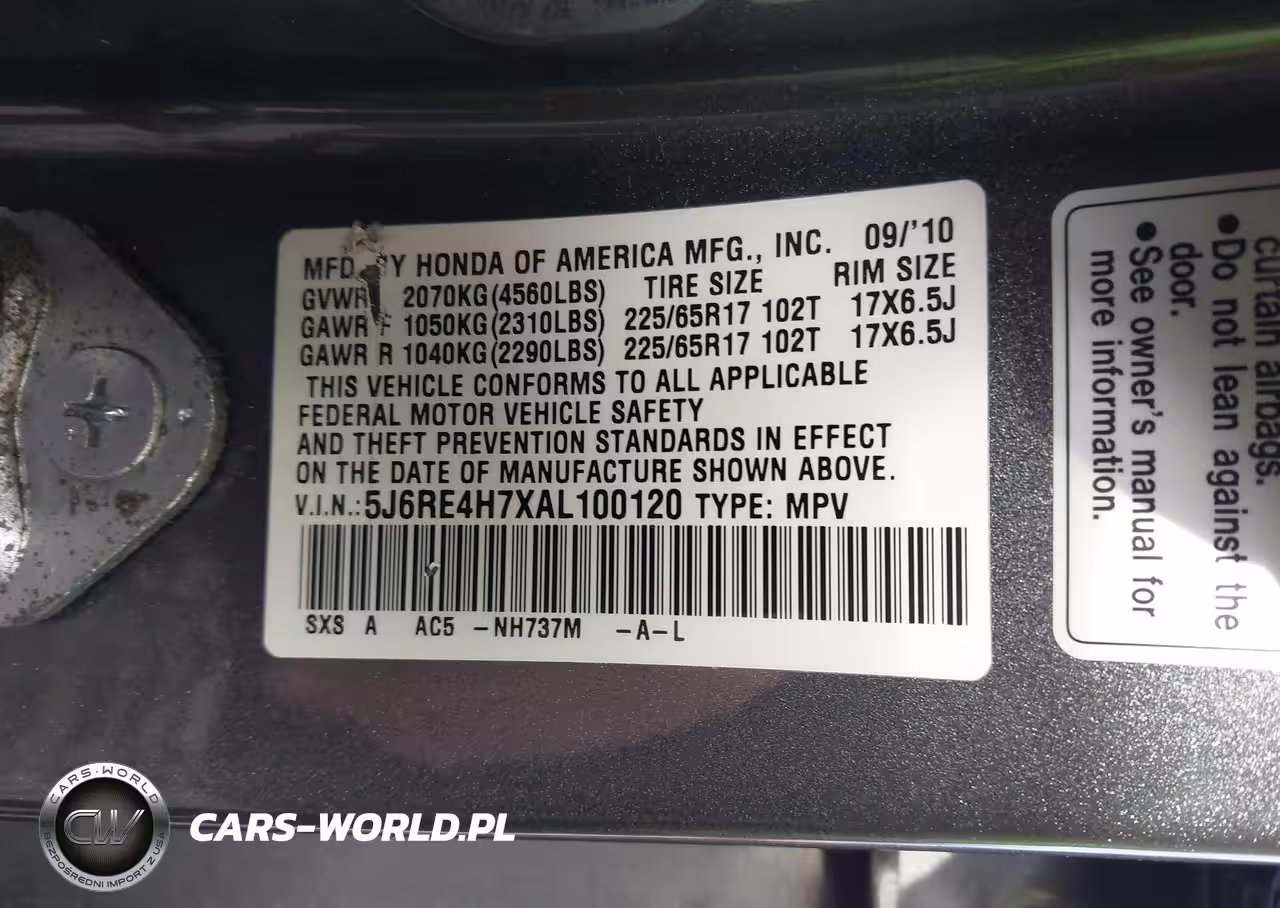 MFD Y HONDA OF AMERICA MFG., INC. 09/'10
GVWR 2070KG(4560LBS) TIRE SIZE RIM SIZE
GAWR F 1050KG(2310LBS) 225/65R17 102T 17X6.5J
GAWR R 1040KG(2290LBS) 225/65R17 102T 17X6.5J
THIS VEHICLE CONFORMS TO ALL APPLICABLE
FEDERAL MOTOR VEHICLE SAFETY
AND THEFT PREVENTION STANDARDS IN EFFECT
ON THE DATE OF MANUFACTURE SHOWN ABOVE.
V.I.N.: 5J6RE4H7XAL100120 TYPE: MPV
SXS A AC5 -NH737M -A-L
curtain airbags.
●Do not lean against the
door.
●See owner's manual for
more information.
CARS-WORLD
CW
BEZPOŚREDNI IMPORT Z USA
CARS-WORLD.PL